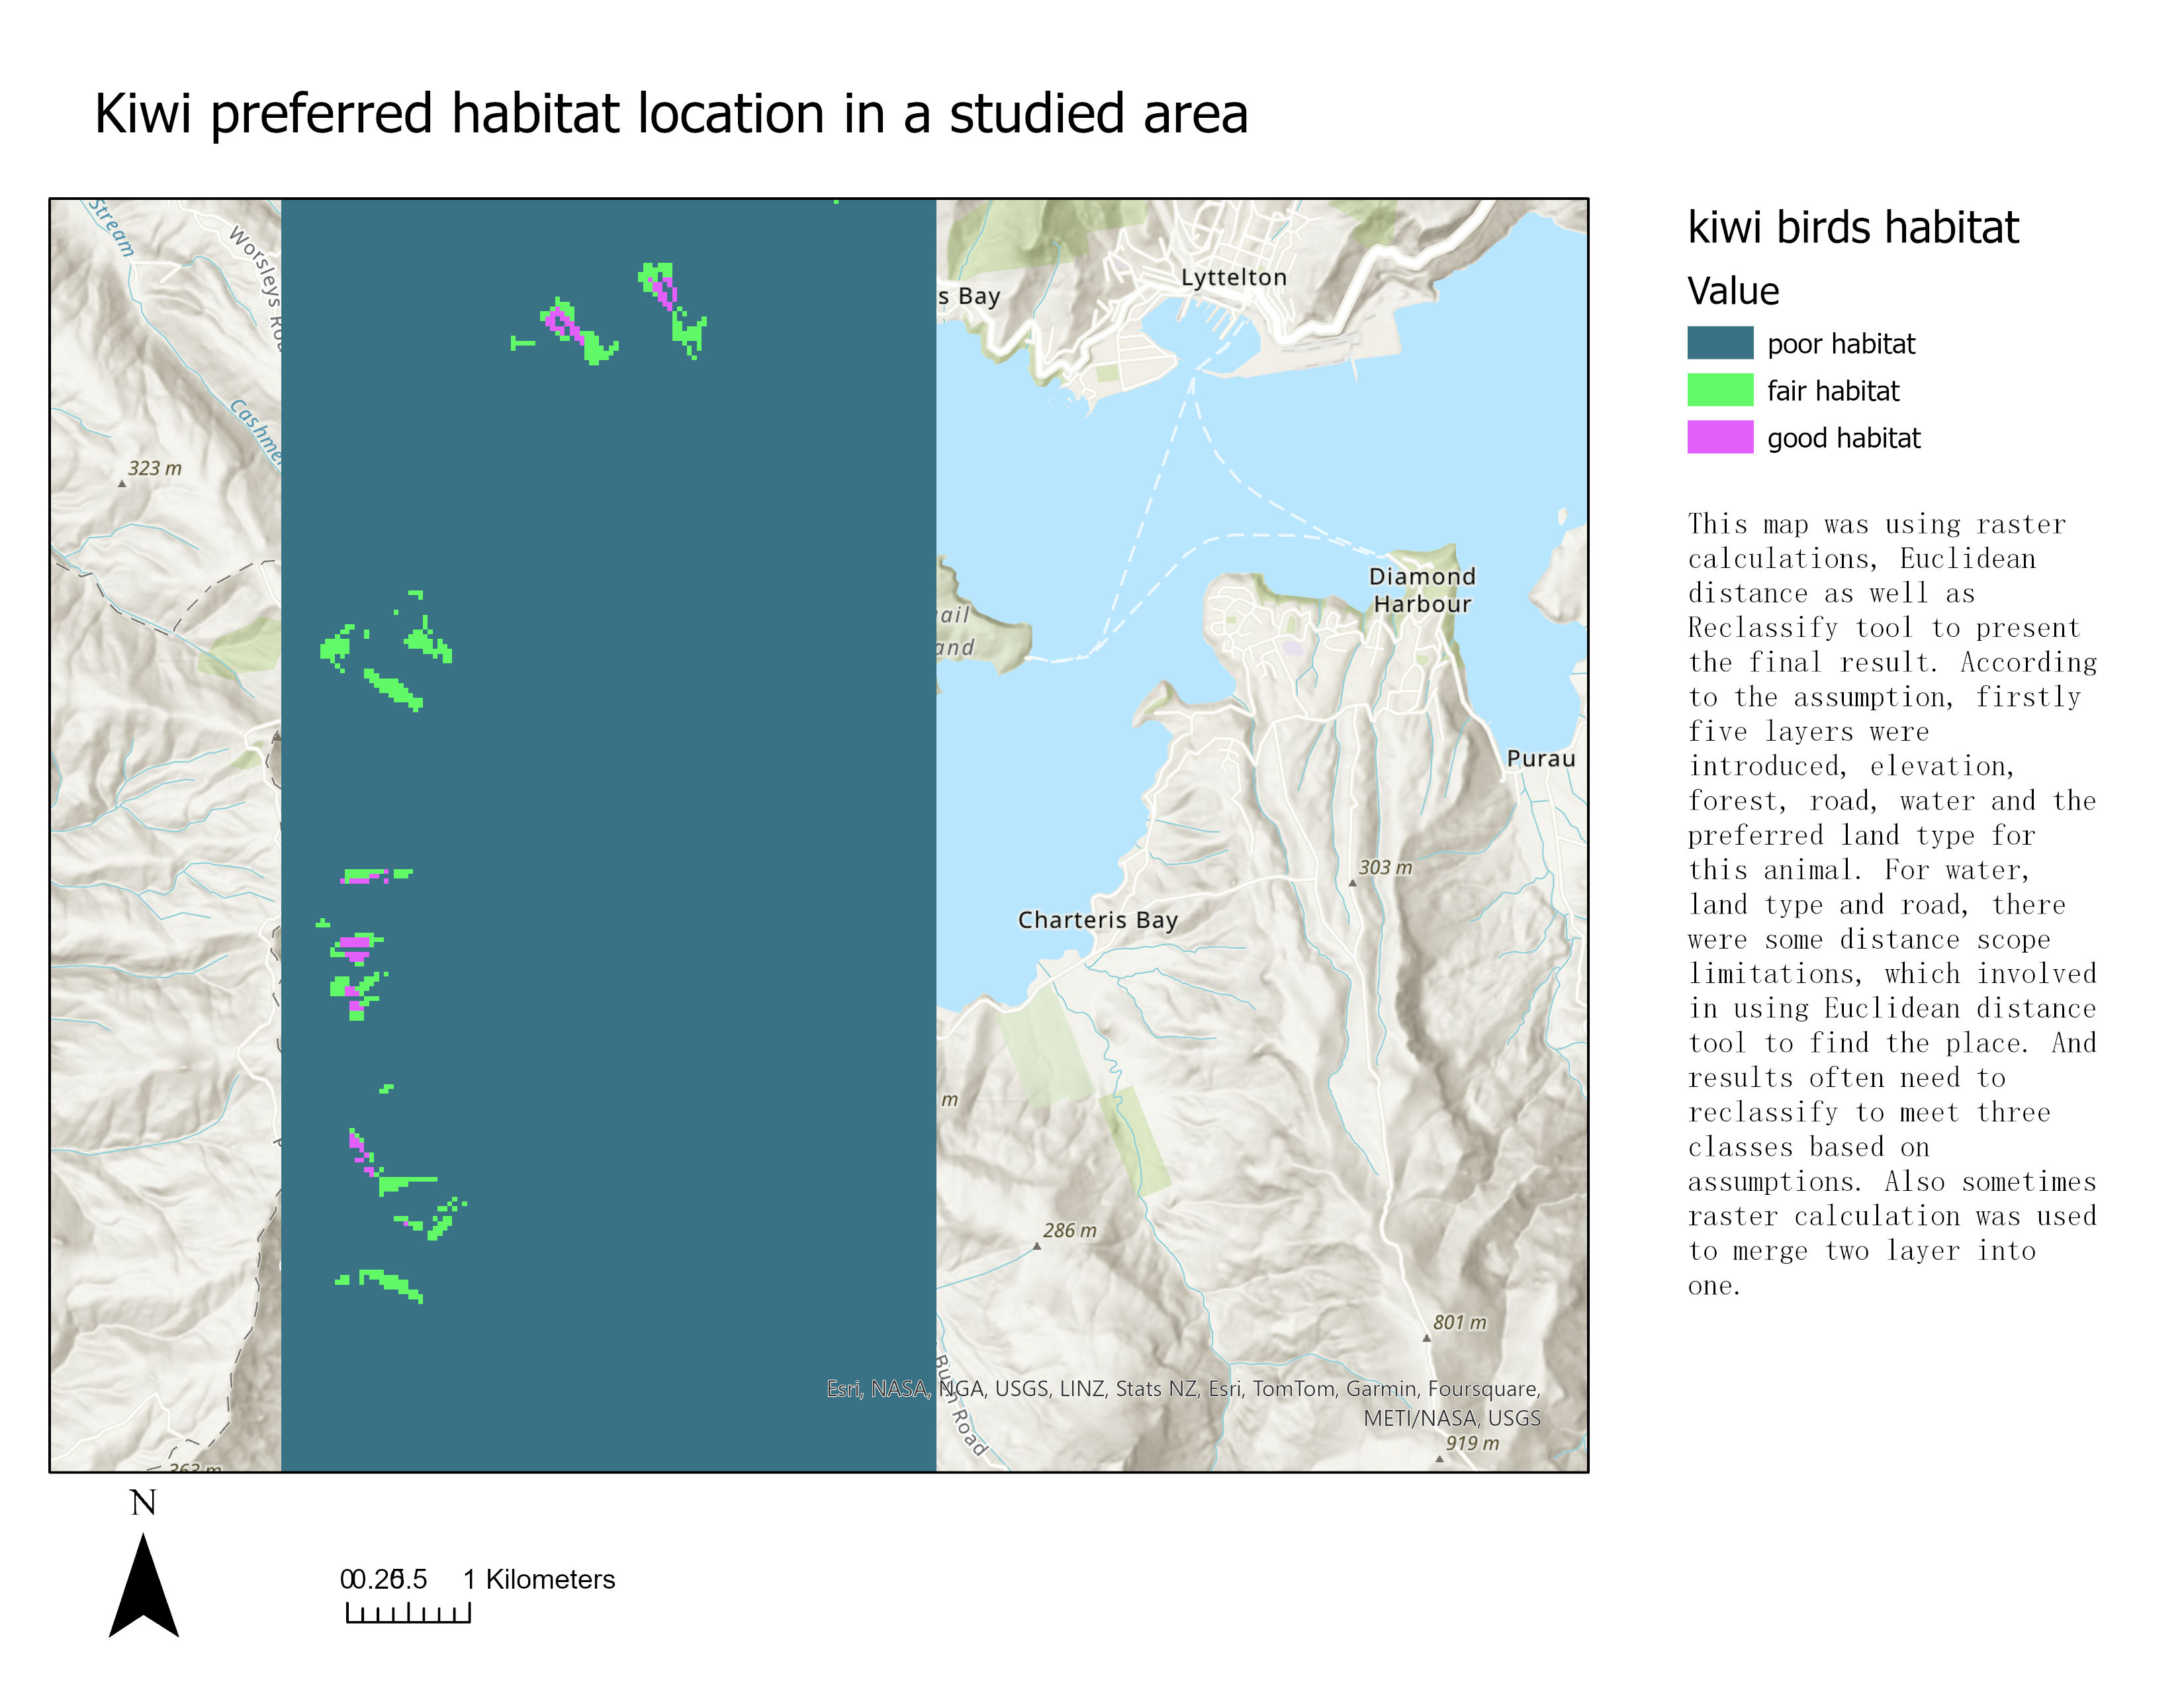 Kiwi preferred habitat location in a studied area
Stream
Worsleys
Cashme
323 m
s Bay
Lyttelton
Diamond
Harbour
Purau
303 m
Charteris Bay
m
286 m
801 m
Bush Road
Esri, NASA, NGA, USGS, LINZ, Stats NZ, Esri, TomTom, Garmin, Foursquare,
METI/NASA, USGS
919 m
363 m
kiwi birds habitat
Value
poor habitat
fair habitat
good habitat
This map was using raster
calculations, Euclidean
distance as well as
Reclassify tool to present
the final result. According
to the assumption, firstly
five layers were
introduced, elevation,
forest, road, water and the
preferred land type for
this animal. For water,
land type and road, there
were some distance scope
limitations, which involved
in using Euclidean distance
tool to find the place. And
results often need to
reclassify to meet three
classes based on
assumptions. Also sometimes
raster calculation was used
to merge two layer into
one.
N
0 0.25 0.5 1 Kilometers